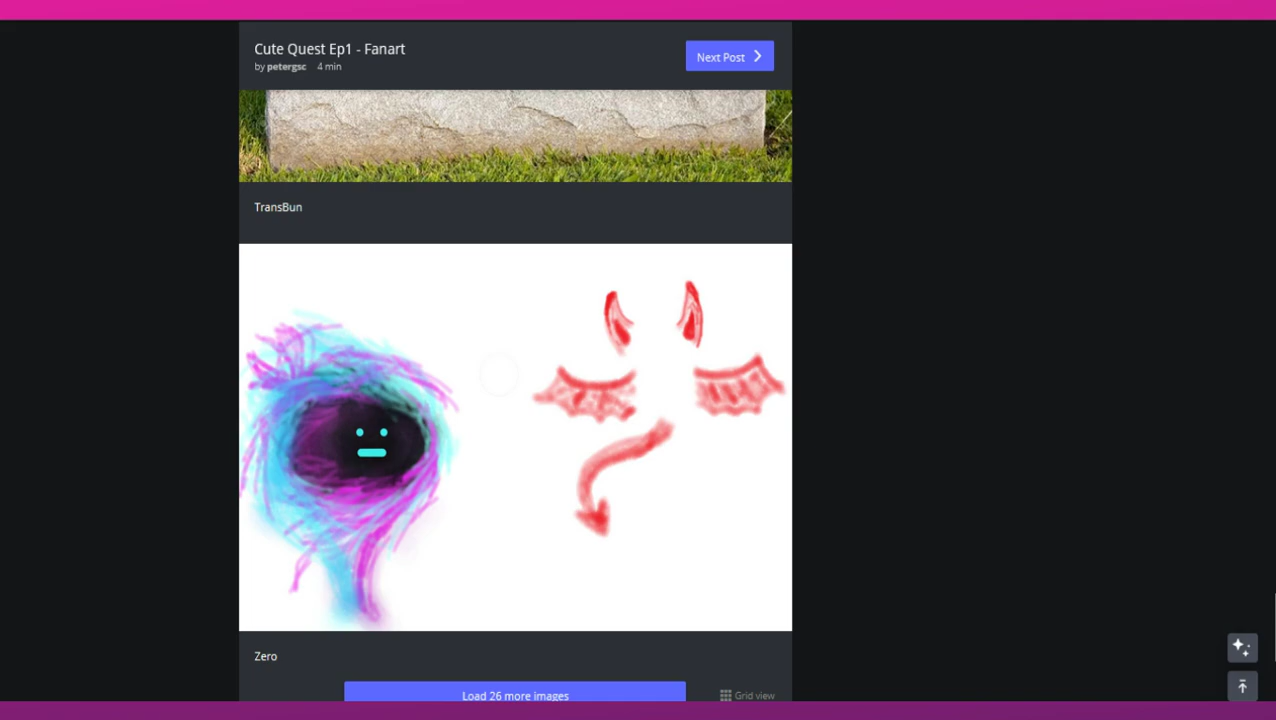 Cute Quest Ep1 - Fanart
by petergsc 4 min
Next Post
TransBun
Zero
Load 26 more images
Grid view